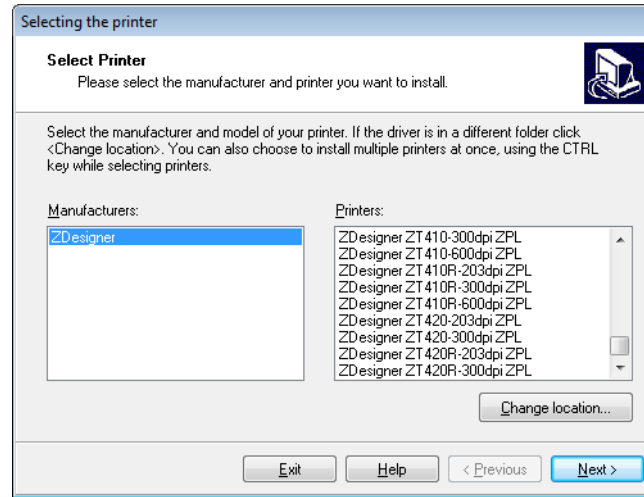 Selecting the printer
Select Printer
Please select the manufacturer and printer you want to install.
Select the manufacturer and model of your printer. If the driver is in a different folder click
<Change location>. You can also choose to install multiple printers at once, using the CTRL
key while selecting printers.
Manufacturers:
ZDesigner
Printers:
ZDesigner ZT410-300dpi ZPL
ZDesigner ZT410-600dpi ZPL
ZDesigner ZT410R-203dpi ZPL
ZDesigner ZT410R-300dpi ZPL
ZDesigner ZT410R-600dpi ZPL
ZDesigner ZT420-203dpi ZPL
ZDesigner ZT420-300dpi ZPL
ZDesigner ZT420R-203dpi ZPL
ZDesigner ZT420R-300dpi ZPL
Change location...
Exit
Help
< Previous
Next >